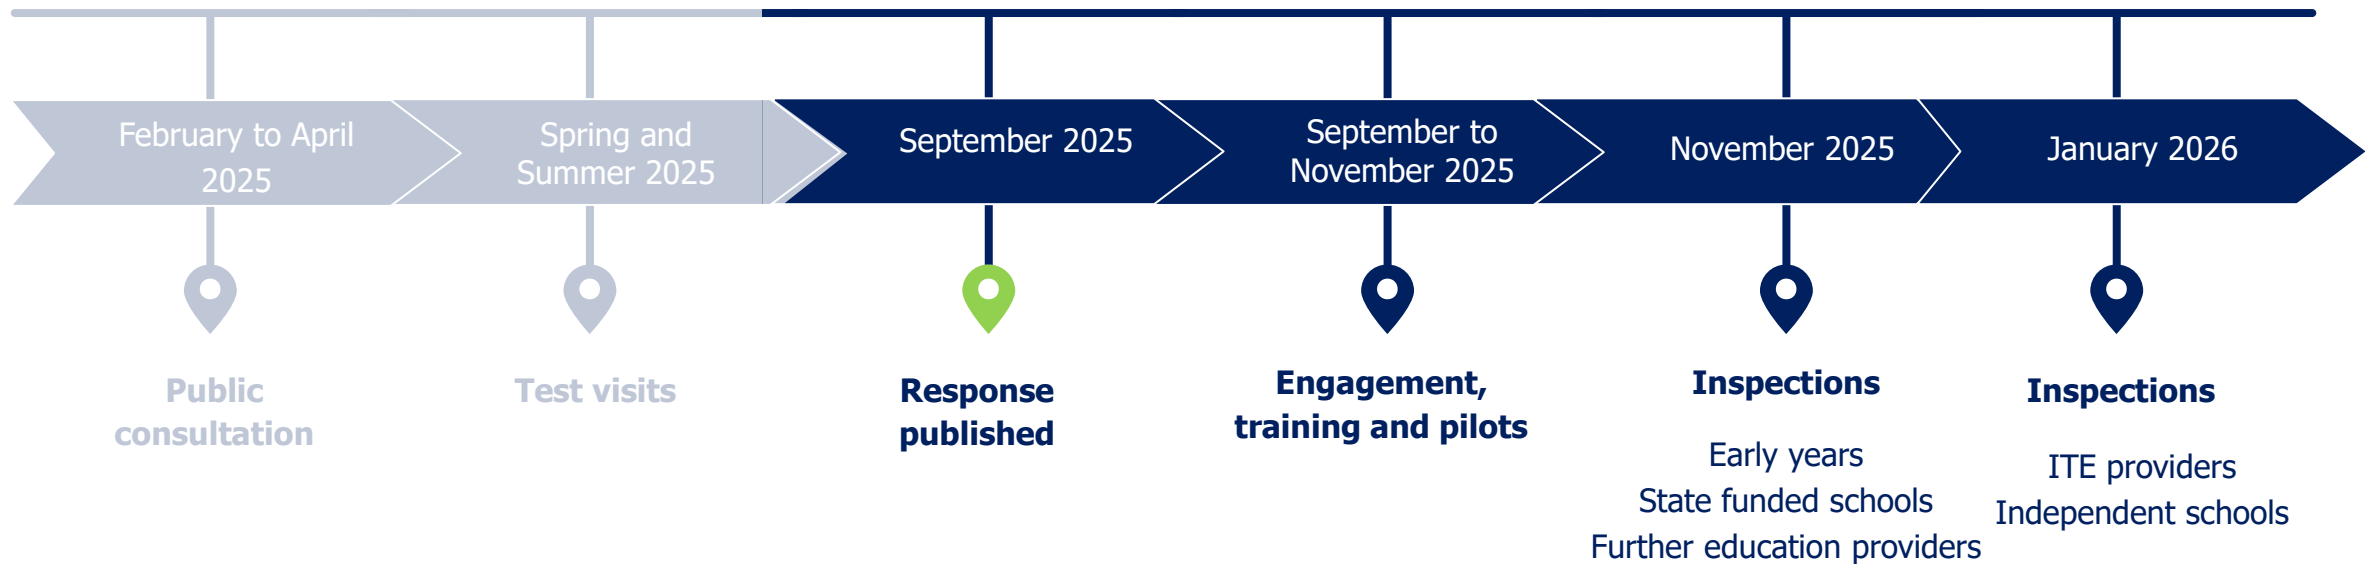 February to April
2025
Spring and
Summer 2025
September 2025
September to
November 2025
November 2025
January 2026
Public
consultation
Test visits
Response
published
Engagement,
training and pilots
Inspections
Early years
State funded schools
Further education providers
Inspections
ITE providers
Independent schools